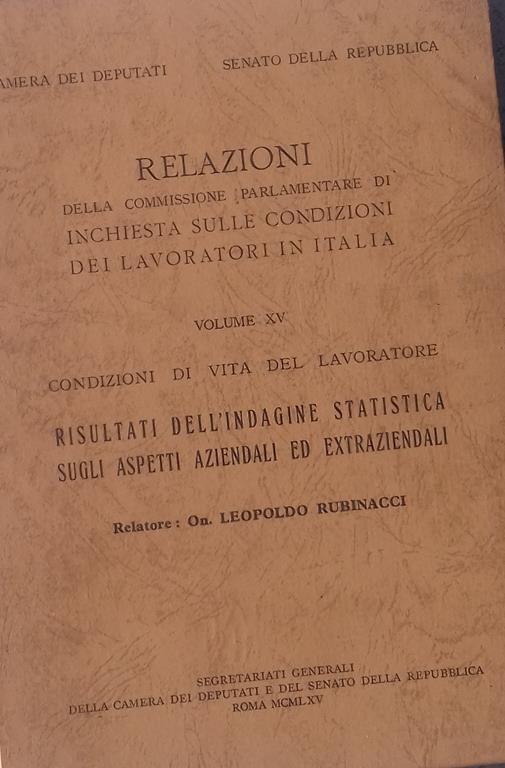 CAMERA DEI DEPUTATI SENATO DELLA REPUBBLICA
RELAZIONI
DELLA COMMISSIONE PARLAMENTARE DI
INCHIESTA SULLE CONDIZIONI
DEI LAVORATORI IN ITALIA
VOLUME XV
CONDIZIONI DI VITA DEL LAVORATORE
RISULTATI DELL'INDAGINE STATISTICA
SUGLI ASPETTI AZIENDALI ED EXTRAZIENDALI
Relatore: On. LEOPOLDO RUBINACCI
SEGRETARIATI GENERALI
DELLA CAMERA DEI DEPUTATI E DEL SENATO DELLA REPUBBLICA
ROMA MCMLXV